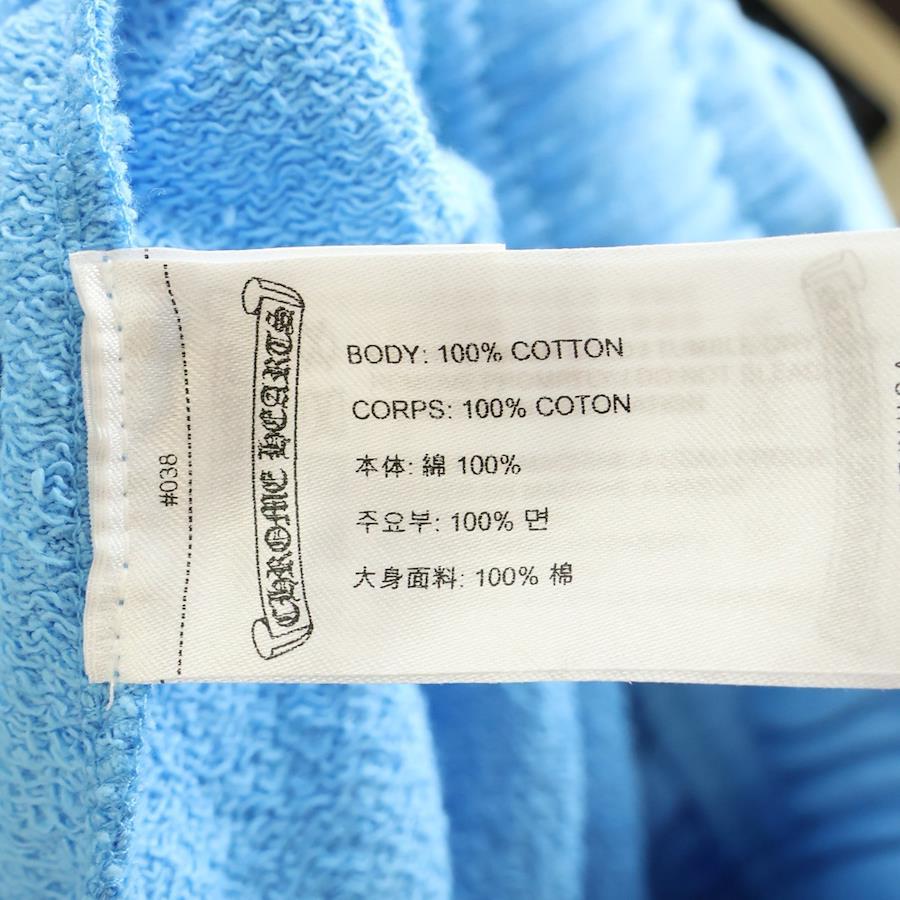 #038
CHROME HEARTS
BODY: 100% COTTON
CORPS: 100% COTON
本体: 綿 100%
주요부: 100% 면
大身面料: 100% 棉